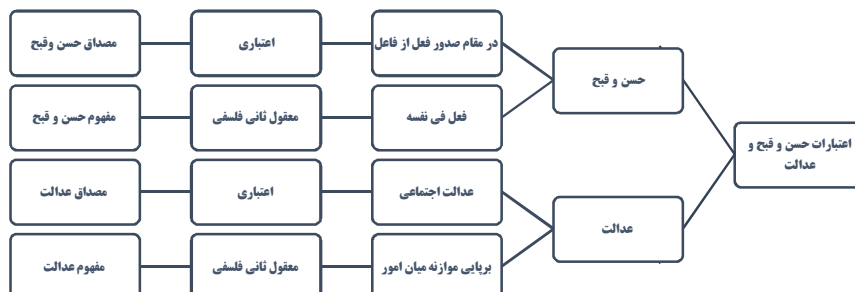 اعتبارات حسن و قبح و
عدالت
حسن و قبح
در مقام صدور فعل از فاعل
اعتباری
مصداق حسن وقبح
فعل فی نفسه
معقول ثانی فلسفی
مفهوم حسن و قبح
عدالت
عدالت اجتماعی
اعتباری
مصداق عدالت
برپایی موازنه میان امور
معقول ثانی فلسفی
مفهوم عدالت